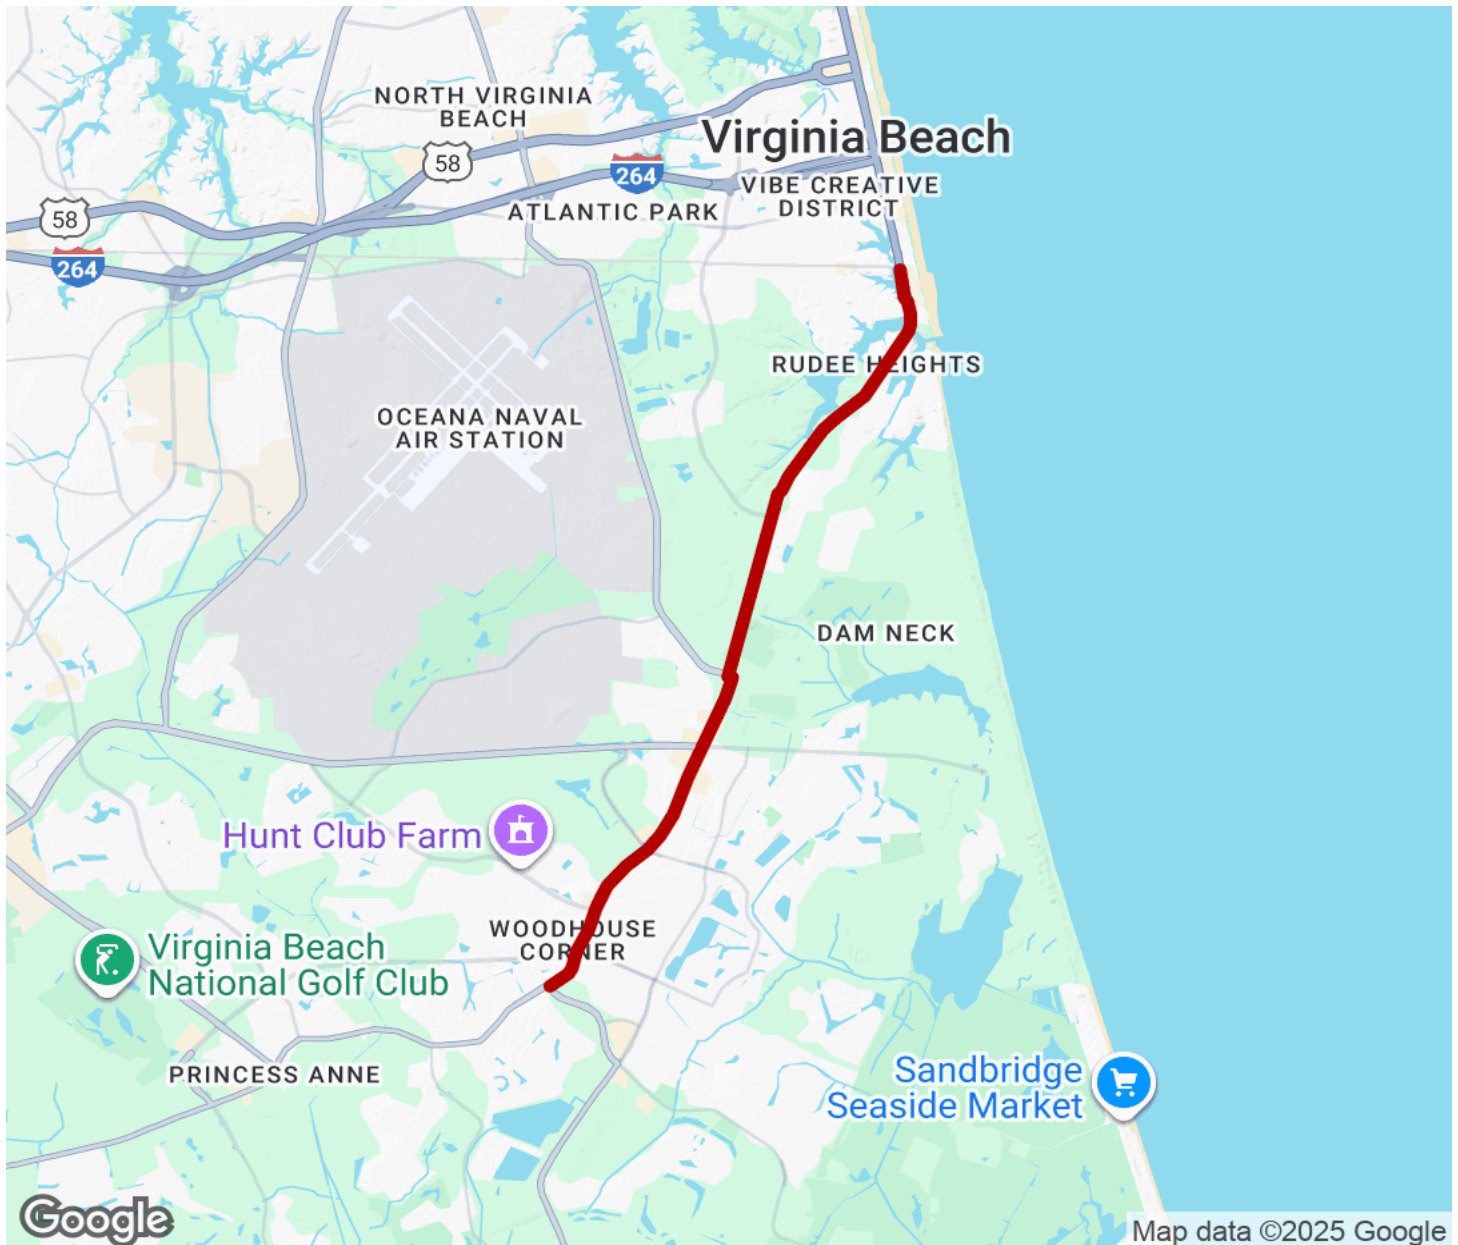 NORTH VIRGINIA
BEACH
58
Virginia Beach
264
VIBE CREATIVE
DISTRICT
ATLANTIC PARK
58
264
RUDEE HEIGHTS
OCEANA NAVAL
AIR STATION
DAM NECK
Hunt Club Farm
WOODHOUSE
CORNER
Virginia Beach
National Golf Club
PRINCESS ANNE
Sandbridge
Seaside Market
Google
Map data ©2025 Google